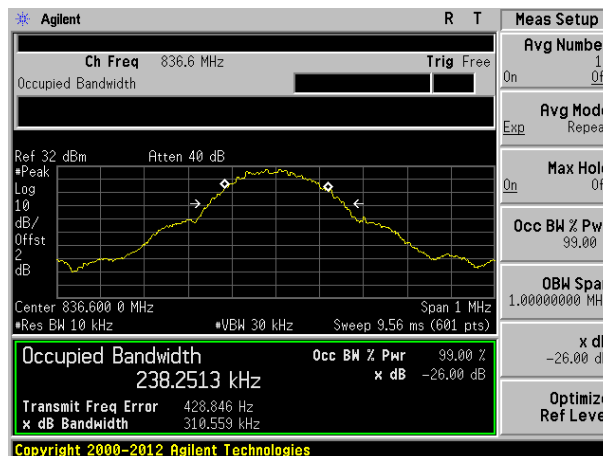 Agilent R T
Ch Freq 836.6 MHz Trig Free
Occupied Bandwidth
Ref 32 dBm Atten 40 dB
#Peak
Log
10
dB/
Offst
2
dB
Center 836.600 0 MHz Span 1 MHz
#Res BW 10 kHz #VBW 30 kHz Sweep 9.56 ms (601 pts)
Occupied Bandwidth
238.2513 kHz
Occ BW % Pwr 99.00 %
x dB -26.00 dB
Transmit Freq Error 428.846 Hz
x dB Bandwidth 310.559 kHz
Copyright 2000-2012 Agilent Technologies
Meas Setup
Avg Numbe
1
On Of
Avg Mod
Exp Repea
Max Hol
On Of
Occ BW % Pw
99.00
OBW Spa
1.00000000 MH
x d
-26.00 d
Optimiz
Ref Leve